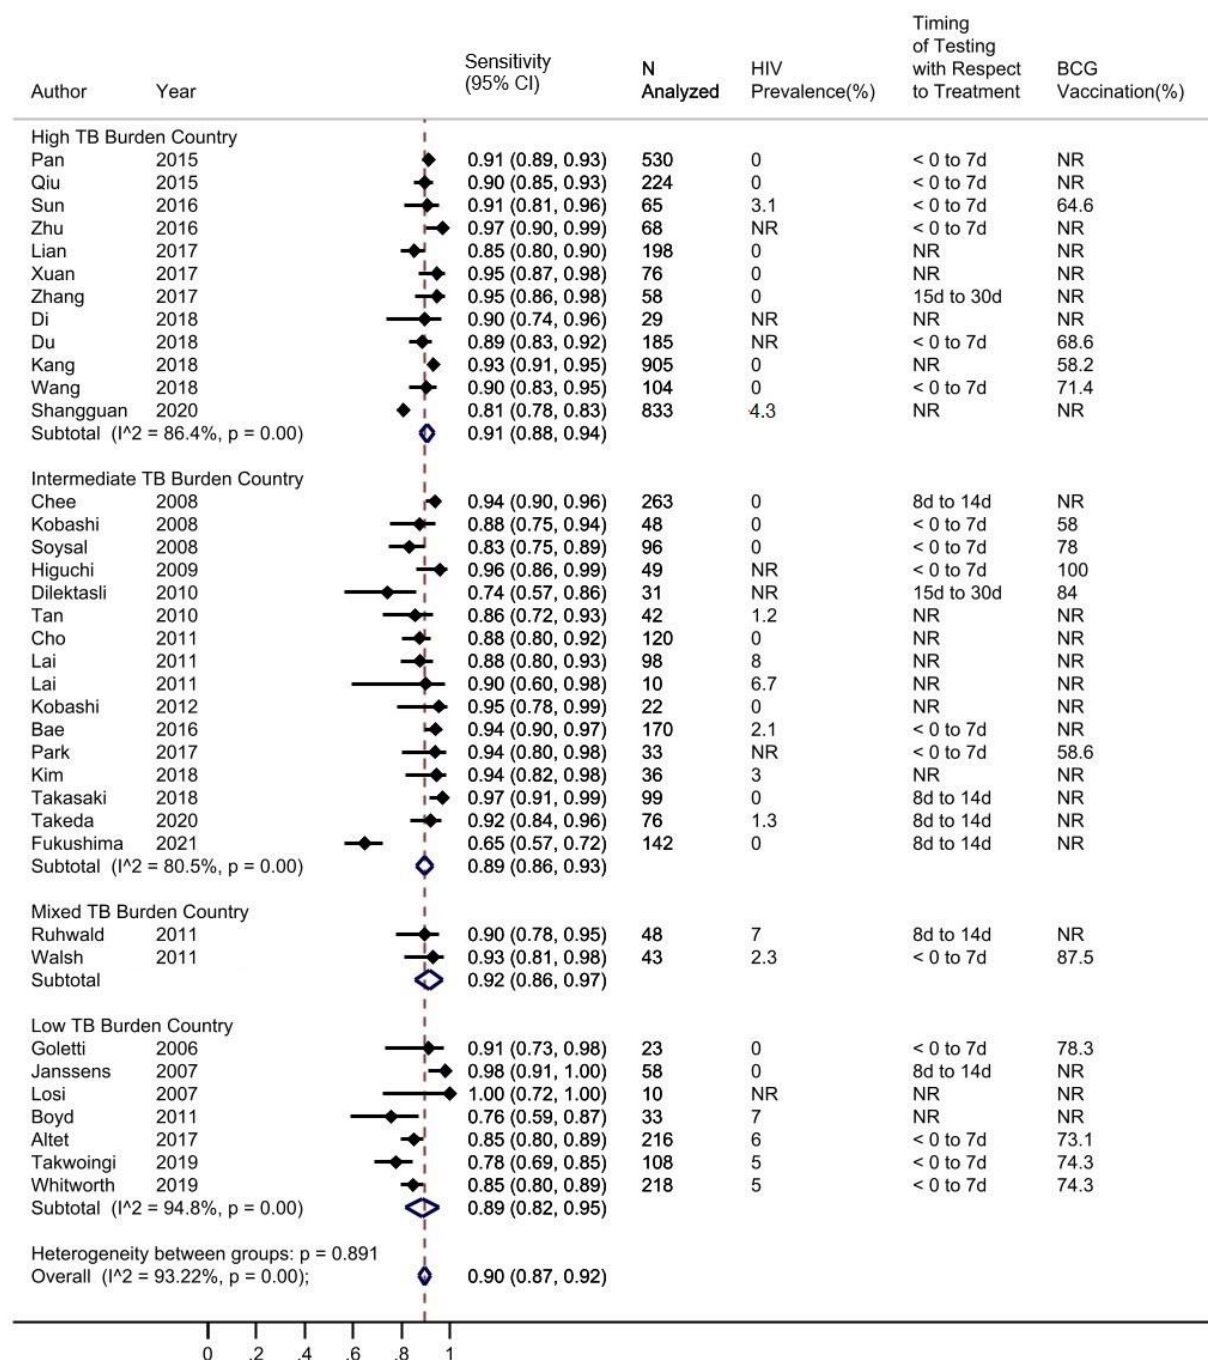 Author Year Sensitivity (95% CI) N Analyzed HIV Prevalence(%) Timing of Testing with Respect to Treatment BCG Vaccination(%)
High TB Burden Country
Pan 2015 0.91 (0.89, 0.93) 530 0 < 0 to 7d NR
Qiu 2015 0.90 (0.85, 0.93) 224 0 < 0 to 7d NR
Sun 2016 0.91 (0.81, 0.96) 65 3.1 < 0 to 7d 64.6
Zhu 2016 0.97 (0.90, 0.99) 68 NR < 0 to 7d NR
Lian 2017 0.85 (0.80, 0.90) 198 0 NR NR
Xuan 2017 0.95 (0.87, 0.98) 76 0 NR NR
Zhang 2017 0.95 (0.86, 0.98) 58 0 15d to 30d NR
Di 2018 0.90 (0.74, 0.96) 29 NR NR NR
Du 2018 0.89 (0.83, 0.92) 185 NR < 0 to 7d 68.6
Kang 2018 0.93 (0.91, 0.95) 905 0 NR 58.2
Wang 2018 0.90 (0.83, 0.95) 104 0 < 0 to 7d 71.4
Shangguan 2020 0.81 (0.78, 0.83) 833 4.3 NR NR
Subtotal (I^2 = 86.4%, p = 0.00) 0.91 (0.88, 0.94)
Intermediate TB Burden Country
Chee 2008 0.94 (0.90, 0.96) 263 0 8d to 14d NR
Kobashi 2008 0.88 (0.75, 0.94) 48 0 < 0 to 7d 58
Soysal 2008 0.83 (0.75, 0.89) 96 0 < 0 to 7d 78
Higuchi 2009 0.96 (0.86, 0.99) 49 NR < 0 to 7d 100
Dilektasli 2010 0.74 (0.57, 0.86) 31 NR 15d to 30d 84
Tan 2010 0.86 (0.72, 0.93) 42 1.2 NR NR
Cho 2011 0.88 (0.80, 0.92) 120 0 NR NR
Lai 2011 0.88 (0.80, 0.93) 98 8 NR NR
Lai 2011 0.90 (0.60, 0.98) 10 6.7 NR NR
Kobashi 2012 0.95 (0.78, 0.99) 22 0 NR NR
Bae 2016 0.94 (0.90, 0.97) 170 2.1 < 0 to 7d NR
Park 2017 0.94 (0.80, 0.98) 33 NR < 0 to 7d 58.6
Kim 2018 0.94 (0.82, 0.98) 36 3 NR NR
Takasaki 2018 0.97 (0.91, 0.99) 99 0 8d to 14d NR
Takeda 2020 0.92 (0.84, 0.96) 76 1.3 8d to 14d NR
Fukushima 2021 0.65 (0.57, 0.72) 142 0 8d to 14d NR
Subtotal (I^2 = 80.5%, p = 0.00) 0.89 (0.86, 0.93)
Mixed TB Burden Country
Ruhwald 2011 0.90 (0.78, 0.95) 48 7 8d to 14d NR
Walsh 2011 0.93 (0.81, 0.98) 43 2.3 < 0 to 7d 87.5
Subtotal 0.92 (0.86, 0.97)
Low TB Burden Country
Goletti 2006 0.91 (0.73, 0.98) 23 0 < 0 to 7d 78.3
Janssens 2007 0.98 (0.91, 1.00) 58 0 8d to 14d NR
Losi 2007 1.00 (0.72, 1.00) 10 NR NR NR
Boyd 2011 0.76 (0.59, 0.87) 33 7 NR NR
Altet 2017 0.85 (0.80, 0.89) 216 6 < 0 to 7d 73.1
Takwoingi 2019 0.78 (0.69, 0.85) 108 5 < 0 to 7d 74.3
Whitworth 2019 0.85 (0.80, 0.89) 218 5 < 0 to 7d 74.3
Subtotal (I^2 = 94.8%, p = 0.00) 0.89 (0.82, 0.95)
Heterogeneity between groups: p = 0.891
Overall (I^2 = 93.22%, p = 0.00); 0.90 (0.87, 0.92)
0 .2 .4 .6 .8 1